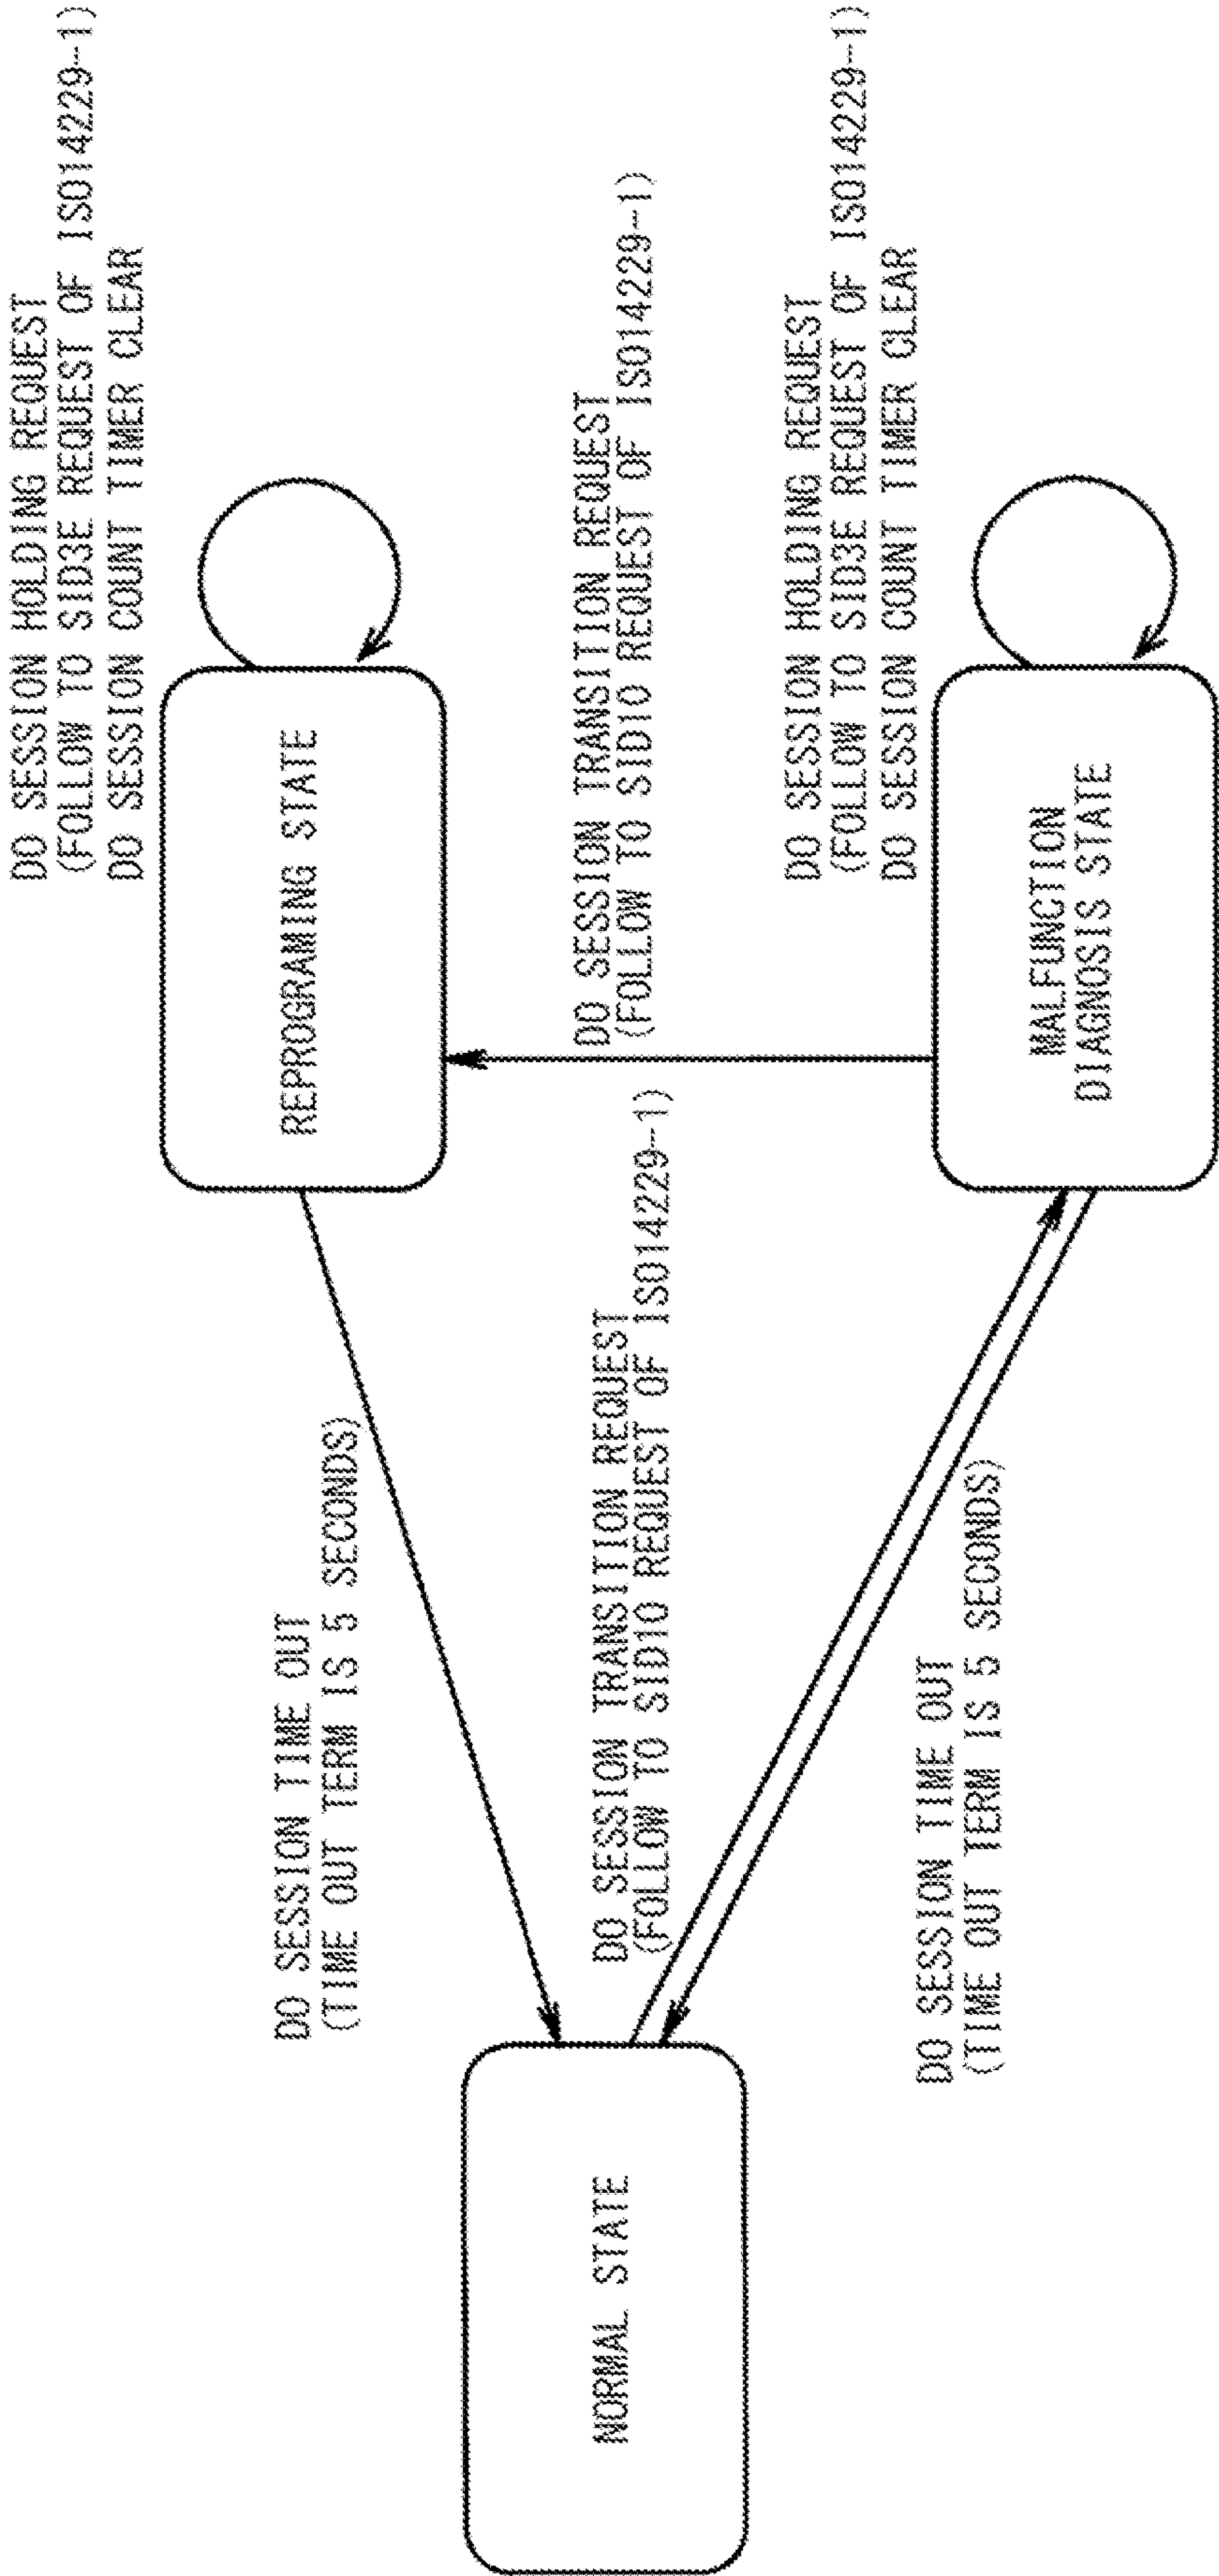 DO SESSION HOLDING REQUEST
(FOLLOW TO SID3E REQUEST OF ISO14229-1)
DO SESSION COUNT TIMER CLEAR
REPROGRAMING STATE
DO SESSION TIME OUT
(TIME OUT TERM IS 5 SECONDS)
DO SESSION TRANSITION REQUEST
(FOLLOW TO SID10 REQUEST OF ISO14229-1)
DO SESSION TRANSITION REQUEST
(FOLLOW TO SID10 REQUEST OF ISO14229-1)
NORMAL STATE
DO SESSION HOLDING REQUEST
(FOLLOW TO SID3E REQUEST OF ISO14229-1)
DO SESSION COUNT TIMER CLEAR
DO SESSION TIME OUT
(TIME OUT TERM IS 5 SECONDS)
MALFUNCTION
DIAGNOSIS STATE